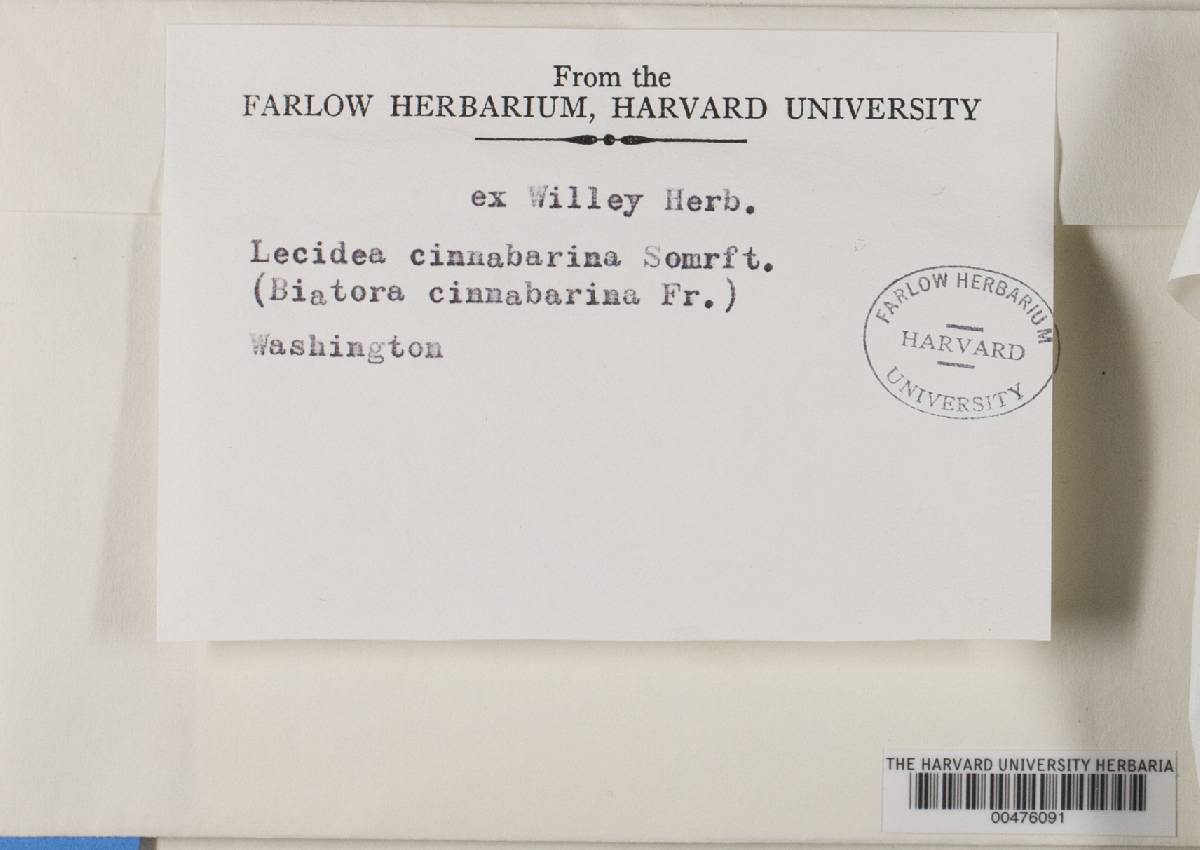 From the
FARLOW HERBARIUM, HARVARD UNIVERSITY
ex Willey Herb.
Lecidea cinnabarina Somrft.
(Biatora cinnabarina Fr.)
Washington
FARLOW HERBARIUM
HARVARD
UNIVERSITY
THE HARVARD UNIVERSITY HERBARIA
00476091